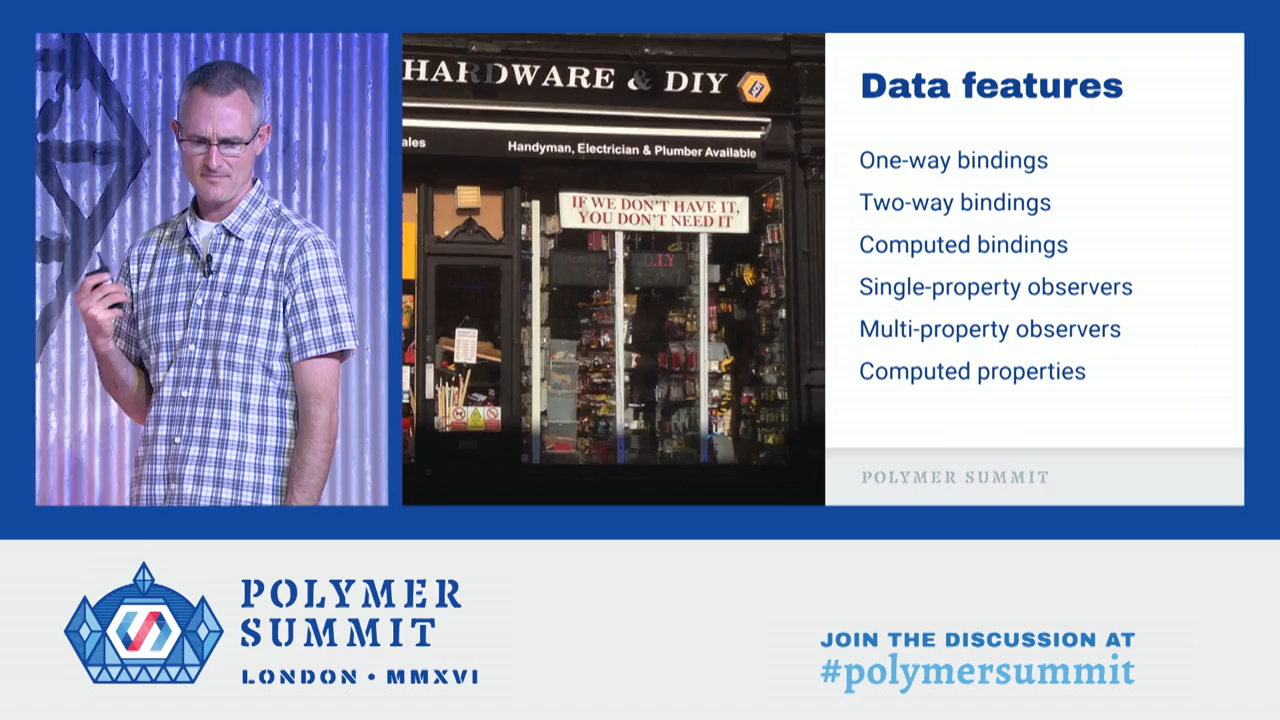 HARDWARE & DIY
ales
Handyman, Electrician & Plumber Available
IF WE DON'T HAVE IT,
YOU DON'T NEED IT
D.I.Y
Data features
One-way bindings
Two-way bindings
Computed bindings
Single-property observers
Multi-property observers
Computed properties
POLYMER SUMMIT
POLYMER
SUMMIT
LONDON • MMXVI
JOIN THE DISCUSSION AT
#polymersummit